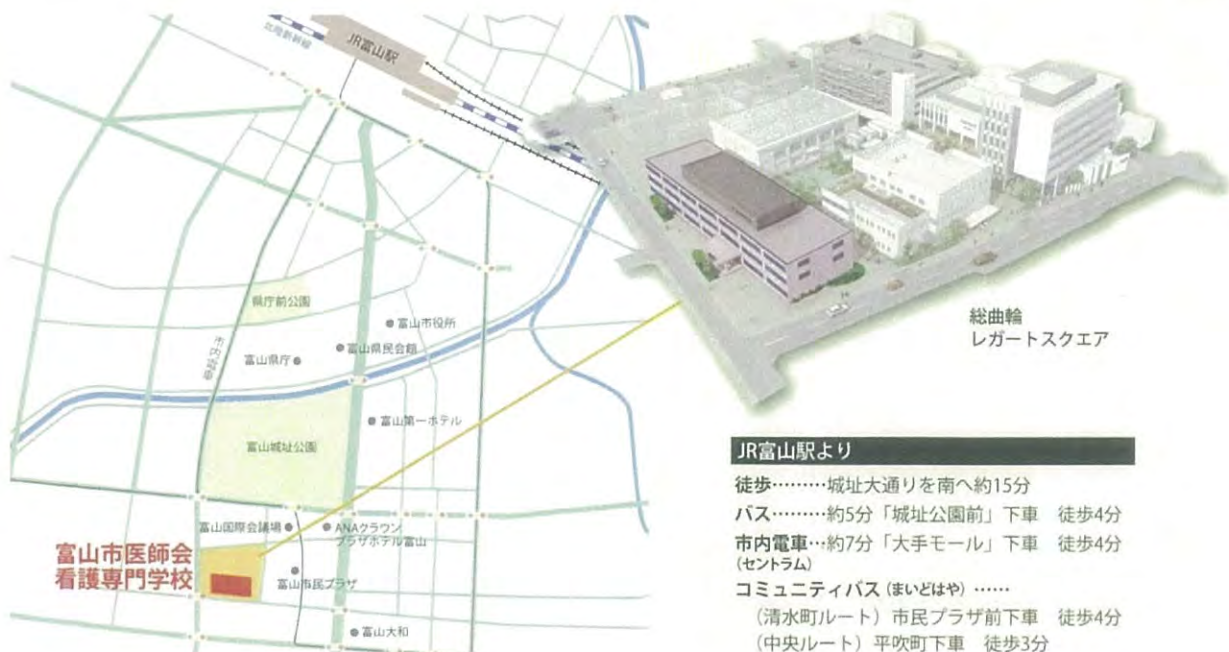 北陸新幹線
JR富山駅
県庁前公園
市内電車
富山市役所
富山県民会館
富山県庁
富山第一ホテル
富山城址公園
富山国際会議場
ANAクラウン
プラザホテル富山
富山市医師会
看護専門学校
富山市民プラザ
富山大和
総曲輪
レガートスクエア
JR富山駅より
徒歩………城址大通りを南へ約15分
バス………約5分「城址公園前」下車　徒歩4分
市内電車…約7分「大手モール」下車　徒歩4分
(セントラム)
コミュニティバス (まいどはや) ……
(清水町ルート) 市民プラザ前下車　徒歩4分
(中央ルート) 平吹町下車　徒歩3分